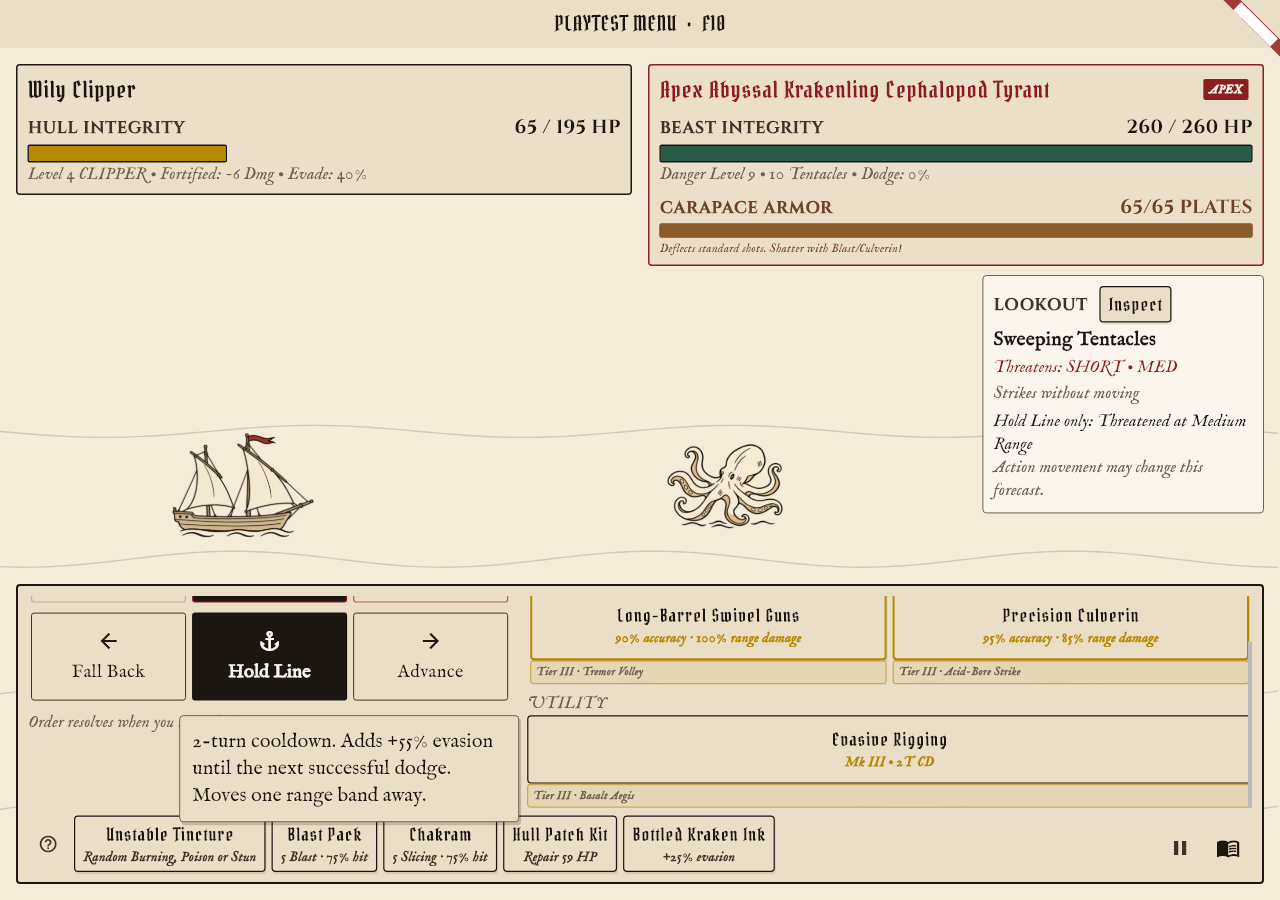 PLAYTEST MENU · F10
Wily Clipper
HULL INTEGRITY
65 / 195 HP
Level 4 CLIPPER • Fortified: -6 Dmg • Evade: 40%
Apex Abyssal Krakenling Cephalopod Tyrant
APEX
BEAST INTEGRITY
260 / 260 HP
Danger Level 9 • 10 Tentacles • Dodge: 0%
CARAPACE ARMOR
65/65 PLATES
Deflects standard shots. Shatter with Blast/Culverin!
LOOKOUT
Inspect
Sweeping Tentacles
Threatens: SHORT • MED
Strikes without moving
Hold Line only: Threatened at Medium
Range
Action movement may change this
forecast.
Fall Back
Hold Line
Advance
Order resolves when you
2-turn cooldown. Adds +55% evasion
until the next successful dodge.
Moves one range band away.
Long-Barrel Swivel Guns
90% accuracy · 100% range damage
Tier III · Tremor Volley
Precision Culverin
95% accuracy · 85% range damage
Tier III · Acid-Bore Strike
UTILITY
Evasive Rigging
Mk III • 2T CD
Tier III · Basalt Aegis
Unstable Tincture
Random Burning, Poison or Stun
Blast Pack
5 Blast · 75% hit
Chakram
5 Slicing · 75% hit
Hull Patch Kit
Repair 59 HP
Bottled Kraken Ink
+25% evasion